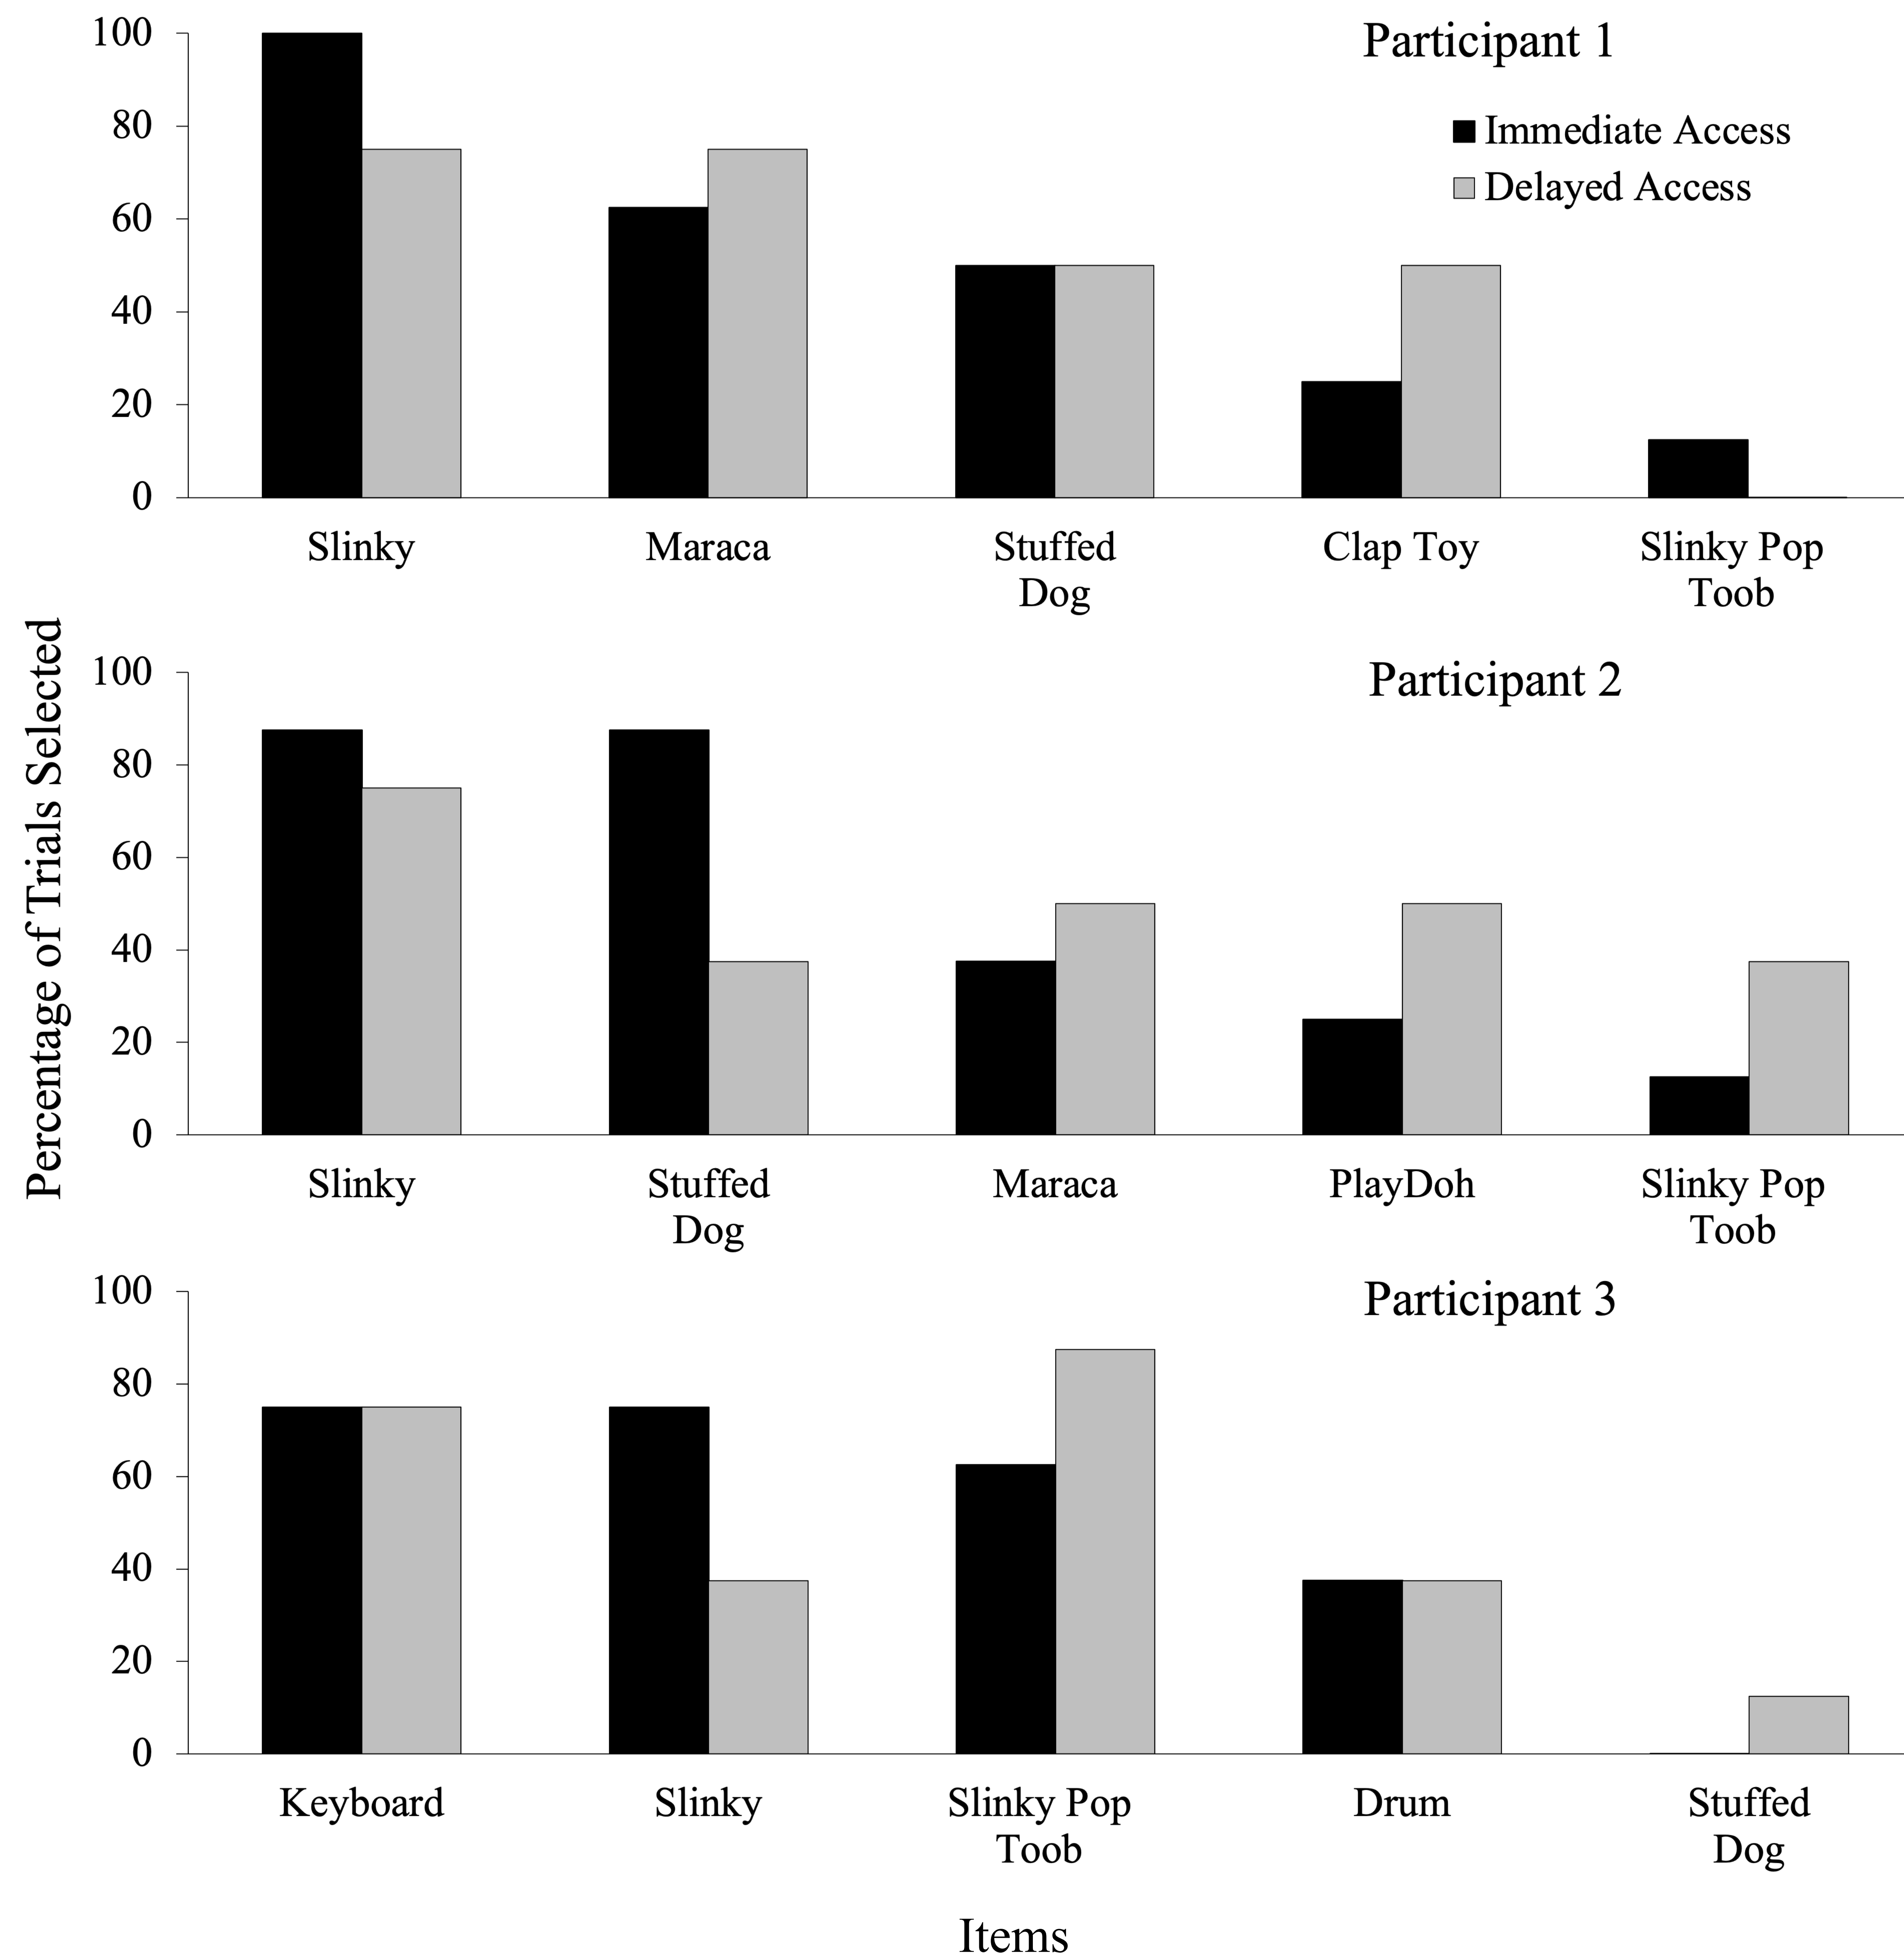 Percentage of Trials Selected
Participant 1
Immediate Access
Delayed Access
100
80
60
40
20
0
Slinky
Maraca
Stuffed
Dog
Clap Toy
Slinky Pop
Toob
Participant 2
100
80
60
40
20
0
Slinky
Stuffed
Dog
Maraca
PlayDoh
Slinky Pop
Toob
Participant 3
100
80
60
40
20
0
Keyboard
Slinky
Slinky Pop
Toob
Drum
Stuffed
Dog
Items